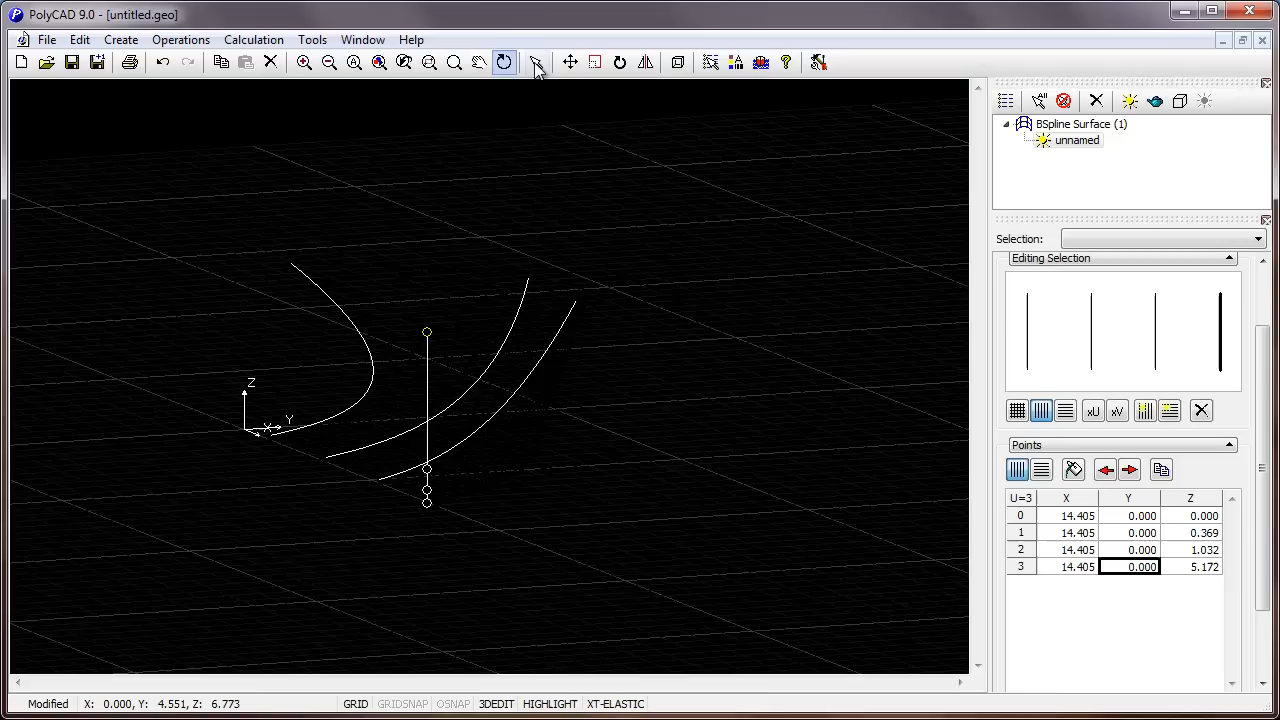 PolyCAD 9.0 - [untitled.geo]
File Edit Create Operations Calculation Tools Window Help
BSpline Surface (1)
unnamed
Selection:
Editing Selection
xU xV
Points
U=3 X Y Z
0 14.405 0.000 0.000
1 14.405 0.000 0.369
2 14.405 0.000 1.032
3 14.405 0.000 5.172
Z
X Y
Modified X: 0.000, Y: 4.551, Z: 6.773 GRID GRIDSNAP OSNAP 3DEDIT HIGHLIGHT XT-ELASTIC